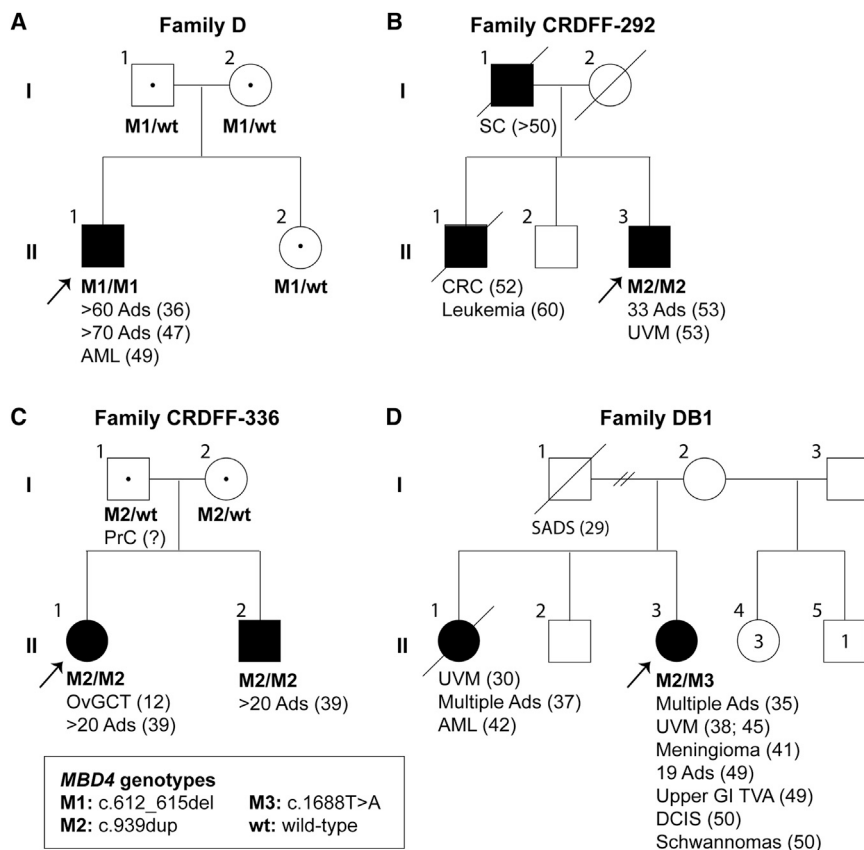 A
Family D
1
2
I
M1/wt
M1/wt
1
2
II
M1/M1
>60 Ads (36)
>70 Ads (47)
AML (49)
M1/wt
B
Family CRDFF-292
1
2
I
SC (>50)
1
2
3
II
CRC (52)
Leukemia (60)
M2/M2
33 Ads (53)
UVM (53)
C
Family CRDFF-336
1
2
I
M2/wt
PrC (?)
M2/wt
1
2
II
M2/M2
OvGCT (12)
>20 Ads (39)
M2/M2
>20 Ads (39)
MBD4 genotypes
M1: c.612_615del
M3: c.1688T>A
M2: c.939dup
wt: wild-type
D
Family DB1
1
2
3
I
SADS (29)
1
2
3
4
5
II
3
1
UVM (30)
Multiple Ads (37)
AML (42)
M2/M3
Multiple Ads (35)
UVM (38; 45)
Meningioma (41)
19 Ads (49)
Upper GI TVA (49)
DCIS (50)
Schwannomas (50)